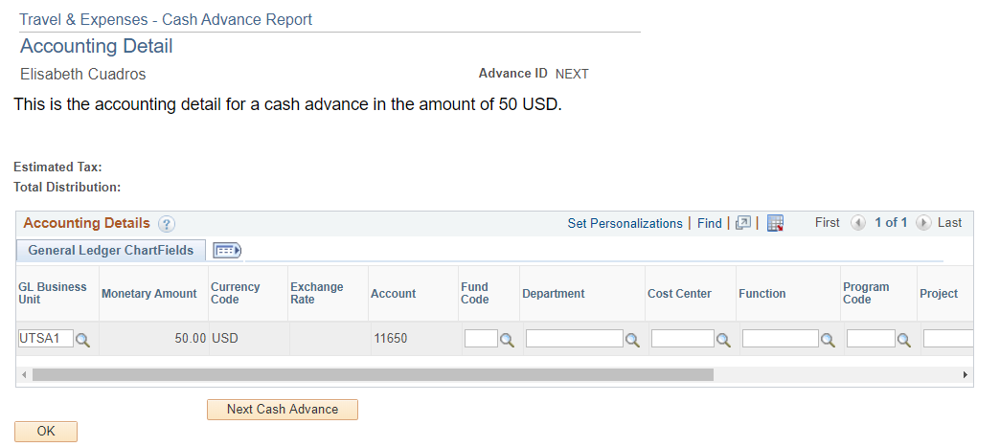 Travel & Expenses - Cash Advance Report
Accounting Detail
Elisabeth Cuadros Advance ID NEXT
This is the accounting detail for a cash advance in the amount of 50 USD.
Estimated Tax:
Total Distribution:
Accounting Details ? Set Personalizations | Find | | First 1 of 1 Last
General Ledger ChartFields
GL Business Unit Monetary Amount Currency Code Exchange Rate Account Fund Code Department Cost Center Function Program Code Project
UTSA1 50.00 USD 11650
Next Cash Advance
OK